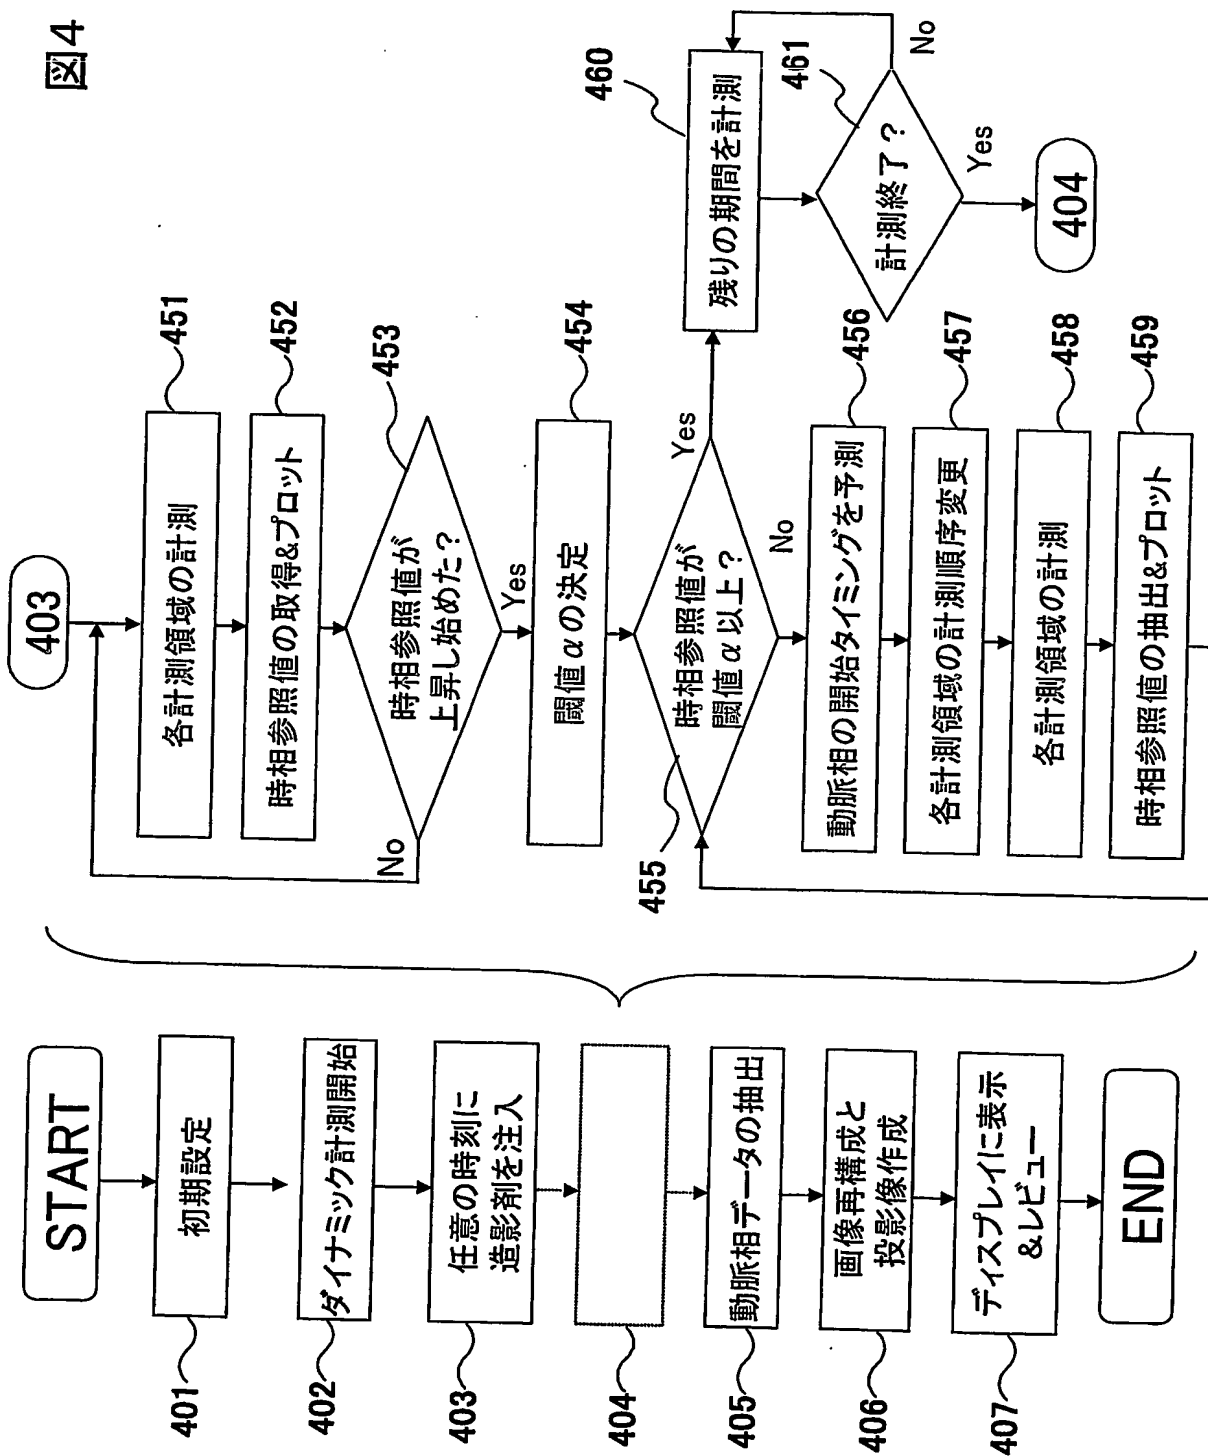 図4
START
401
初期設定
402
ダイナミック計測開始
403
任意の時刻に
造影剤を注入
404
405
動脈相データの抽出
406
画像再構成と
投影像作成
407
ディスプレイに表示
&レビュー
END
403
451
各計測領域の計測
452
時相参照値の取得&プロット
453
時相参照値が
上昇し始めた?
No
Yes
454
閾値αの決定
455
時相参照値が
閾値α以上?
Yes
No
456
動脈相の開始タイミングを予測
457
各計測領域の計測順序変更
458
各計測領域の計測
459
時相参照値の抽出&プロット
460
残りの期間を計測
461
計測終了?
No
Yes
404